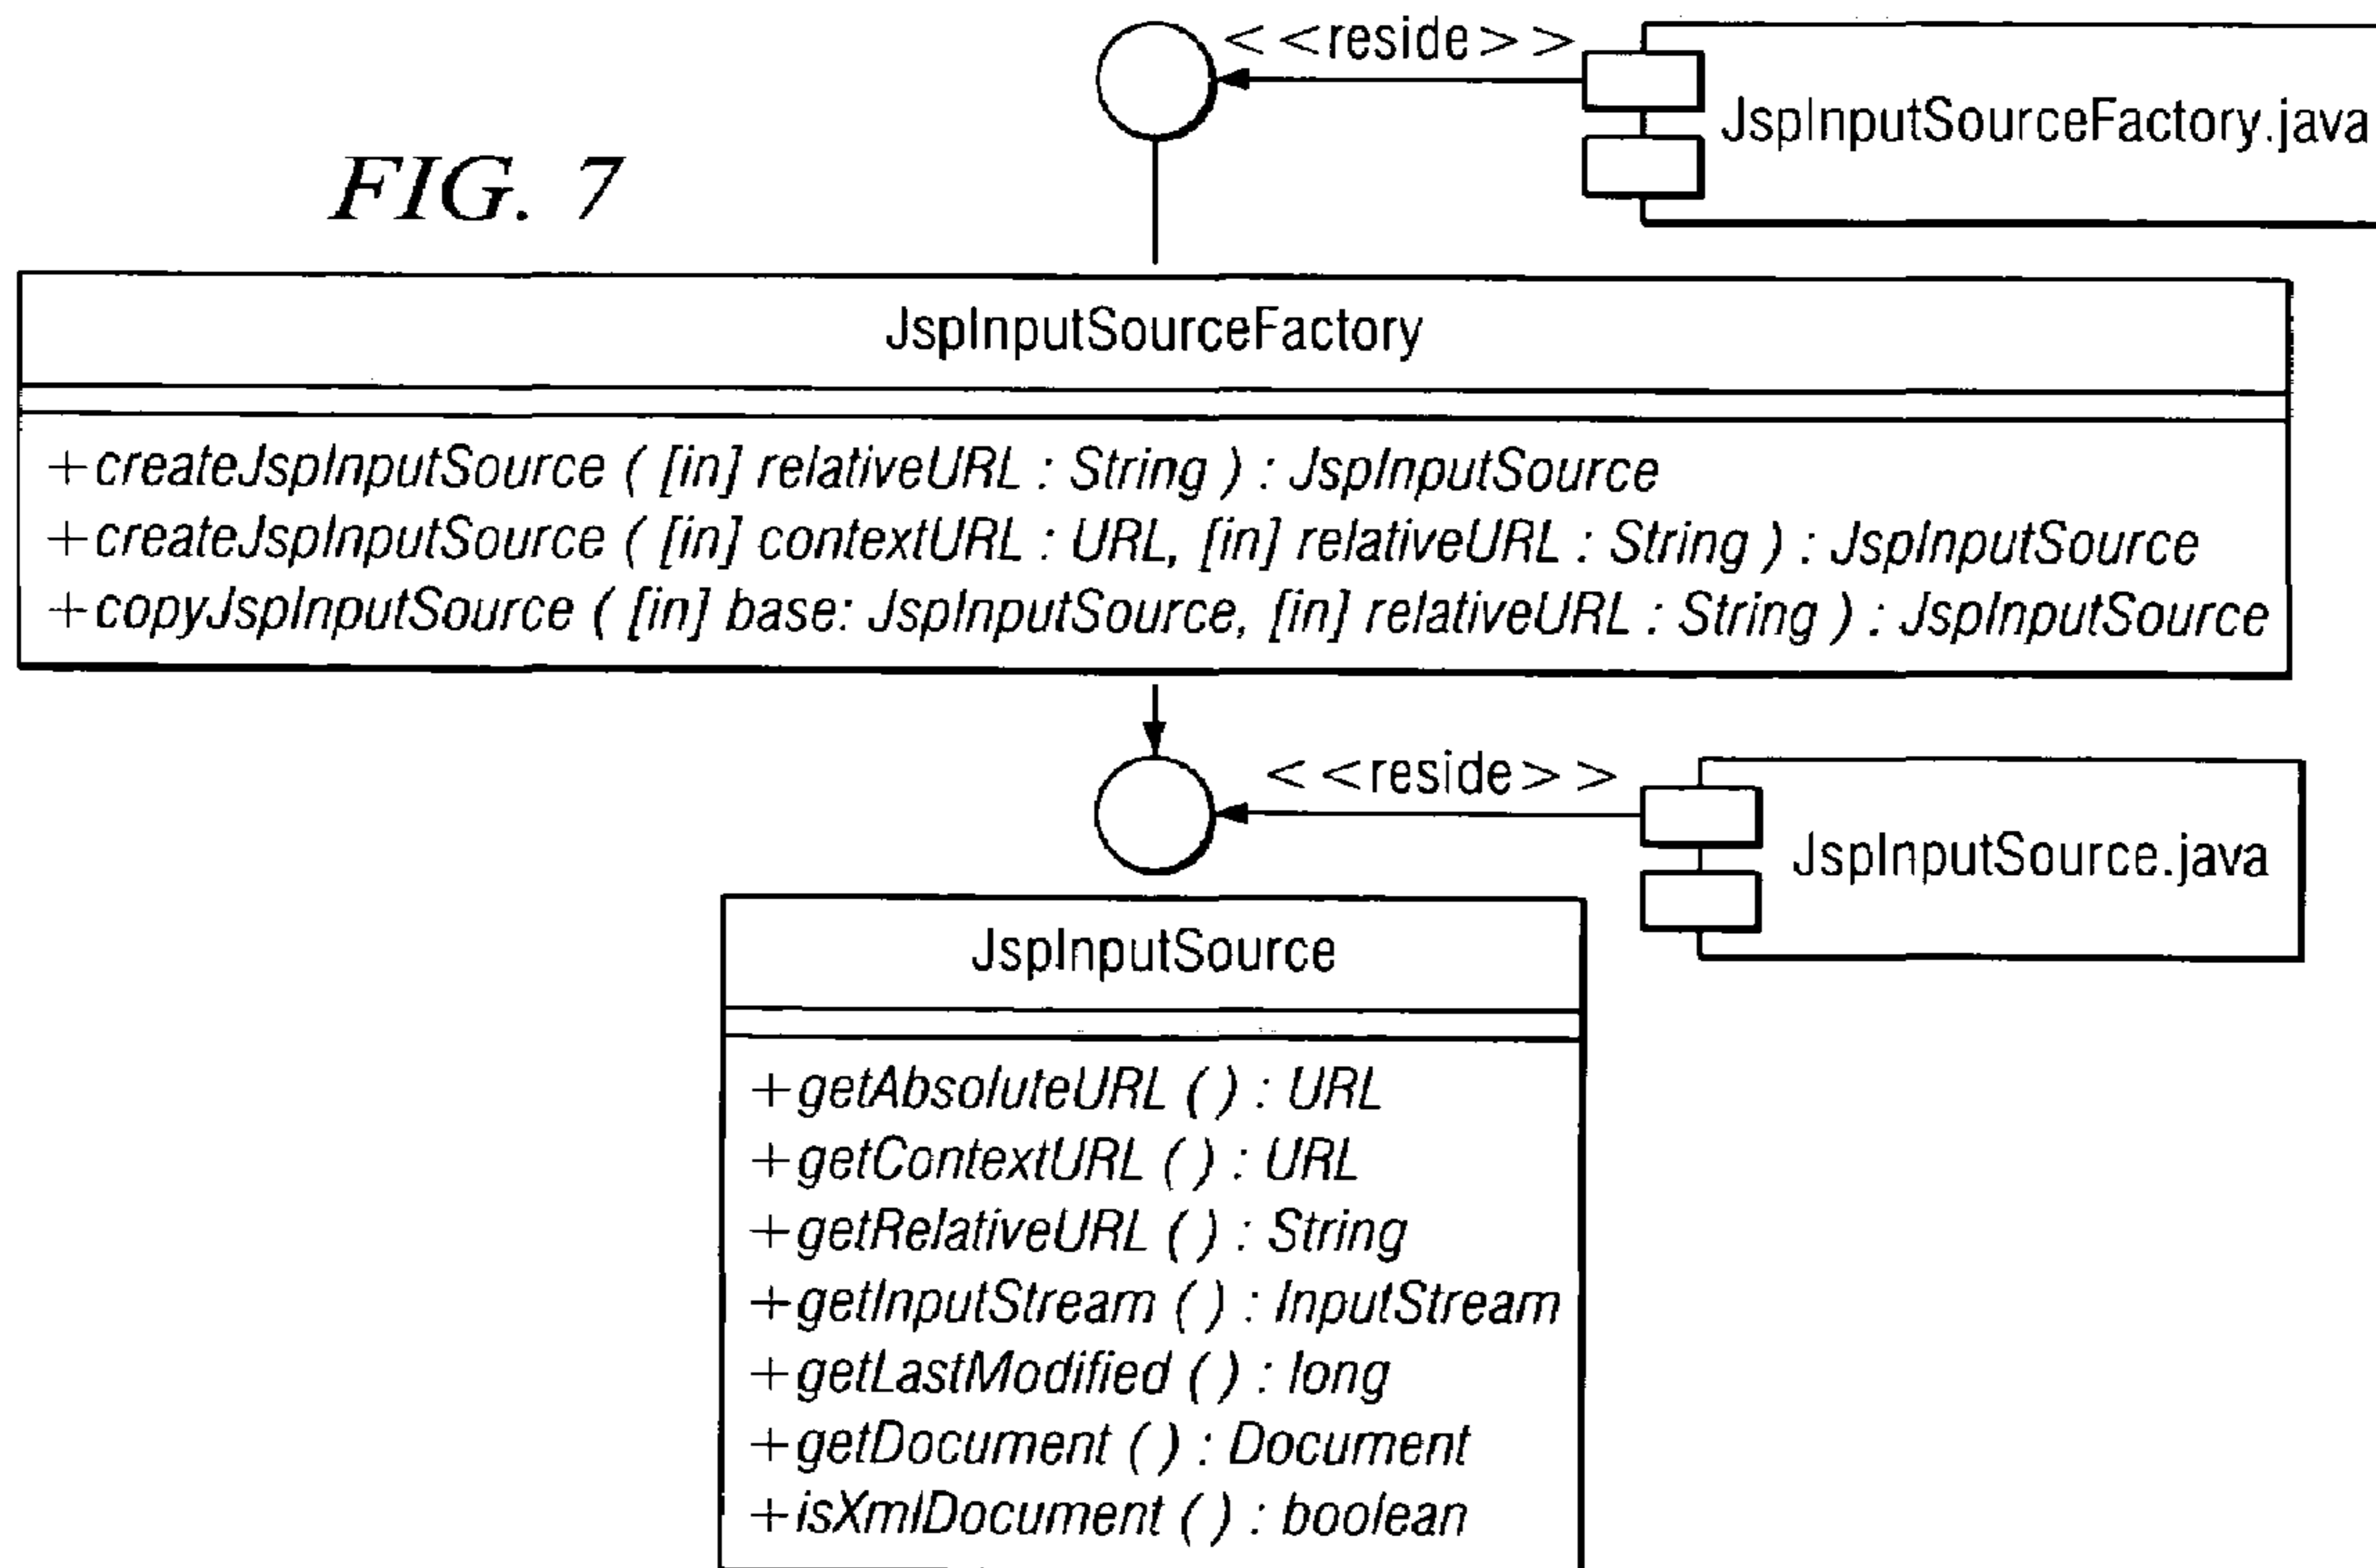 <<reside>>
JspInputSourceFactory.java
FIG. 7
JspInputSourceFactory
+createJspInputSource ( [in] relativeURL : String ) : JspInputSource
+createJspInputSource ( [in] contextURL : URL, [in] relativeURL : String ) : JspInputSource
+copyJspInputSource ( [in] base: JspInputSource, [in] relativeURL : String ) : JspInputSource
<<reside>>
JspInputSource.java
JspInputSource
+getAbsoluteURL ( ) : URL
+getContextURL ( ) : URL
+getRelativeURL ( ) : String
+getInputStream ( ) : InputStream
+getLastModified ( ) : long
+getDocument ( ) : Document
+isXmlDocument ( ) : boolean